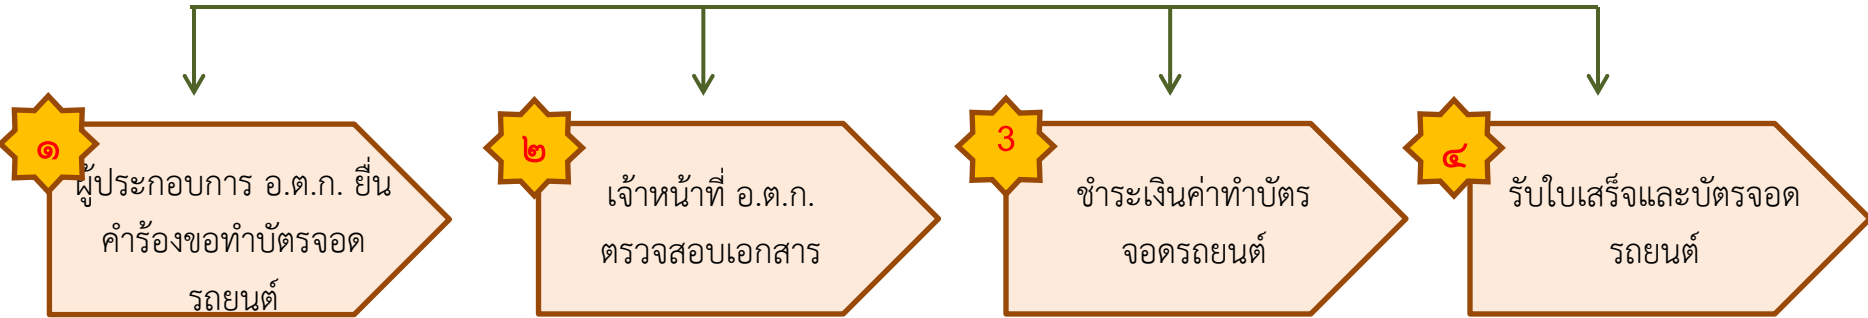 ๑
ผู้ประกอบการ อ.ต.ก. ยื่น
คำร้องขอทำบัตรจอด
รถยนต์
๒
เจ้าหน้าที่ อ.ต.ก.
ตรวจสอบเอกสาร
3
ชำระเงินค่าทำบัตร
จอดรถยนต์
๔
รับใบเสร็จและบัตรจอด
รถยนต์